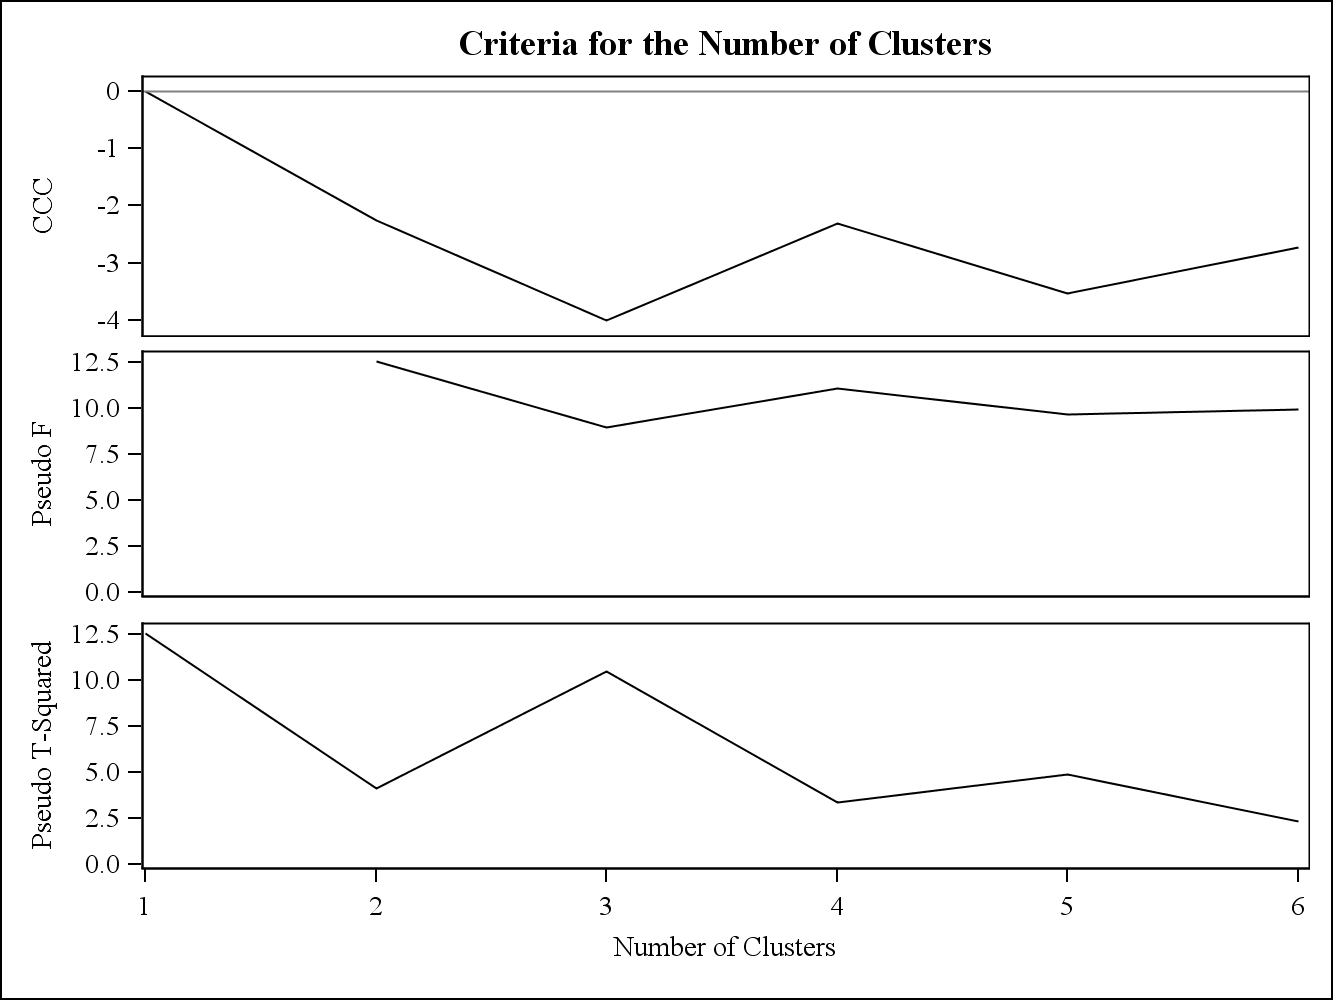 Criteria for the Number of Clusters
CCC
0
-1
-2
-3
-4
Pseudo F
12.5
10.0
7.5
5.0
2.5
0.0
Pseudo T-Squared
12.5
10.0
7.5
5.0
2.5
0.0
1 2 3 4 5 6
Number of Clusters